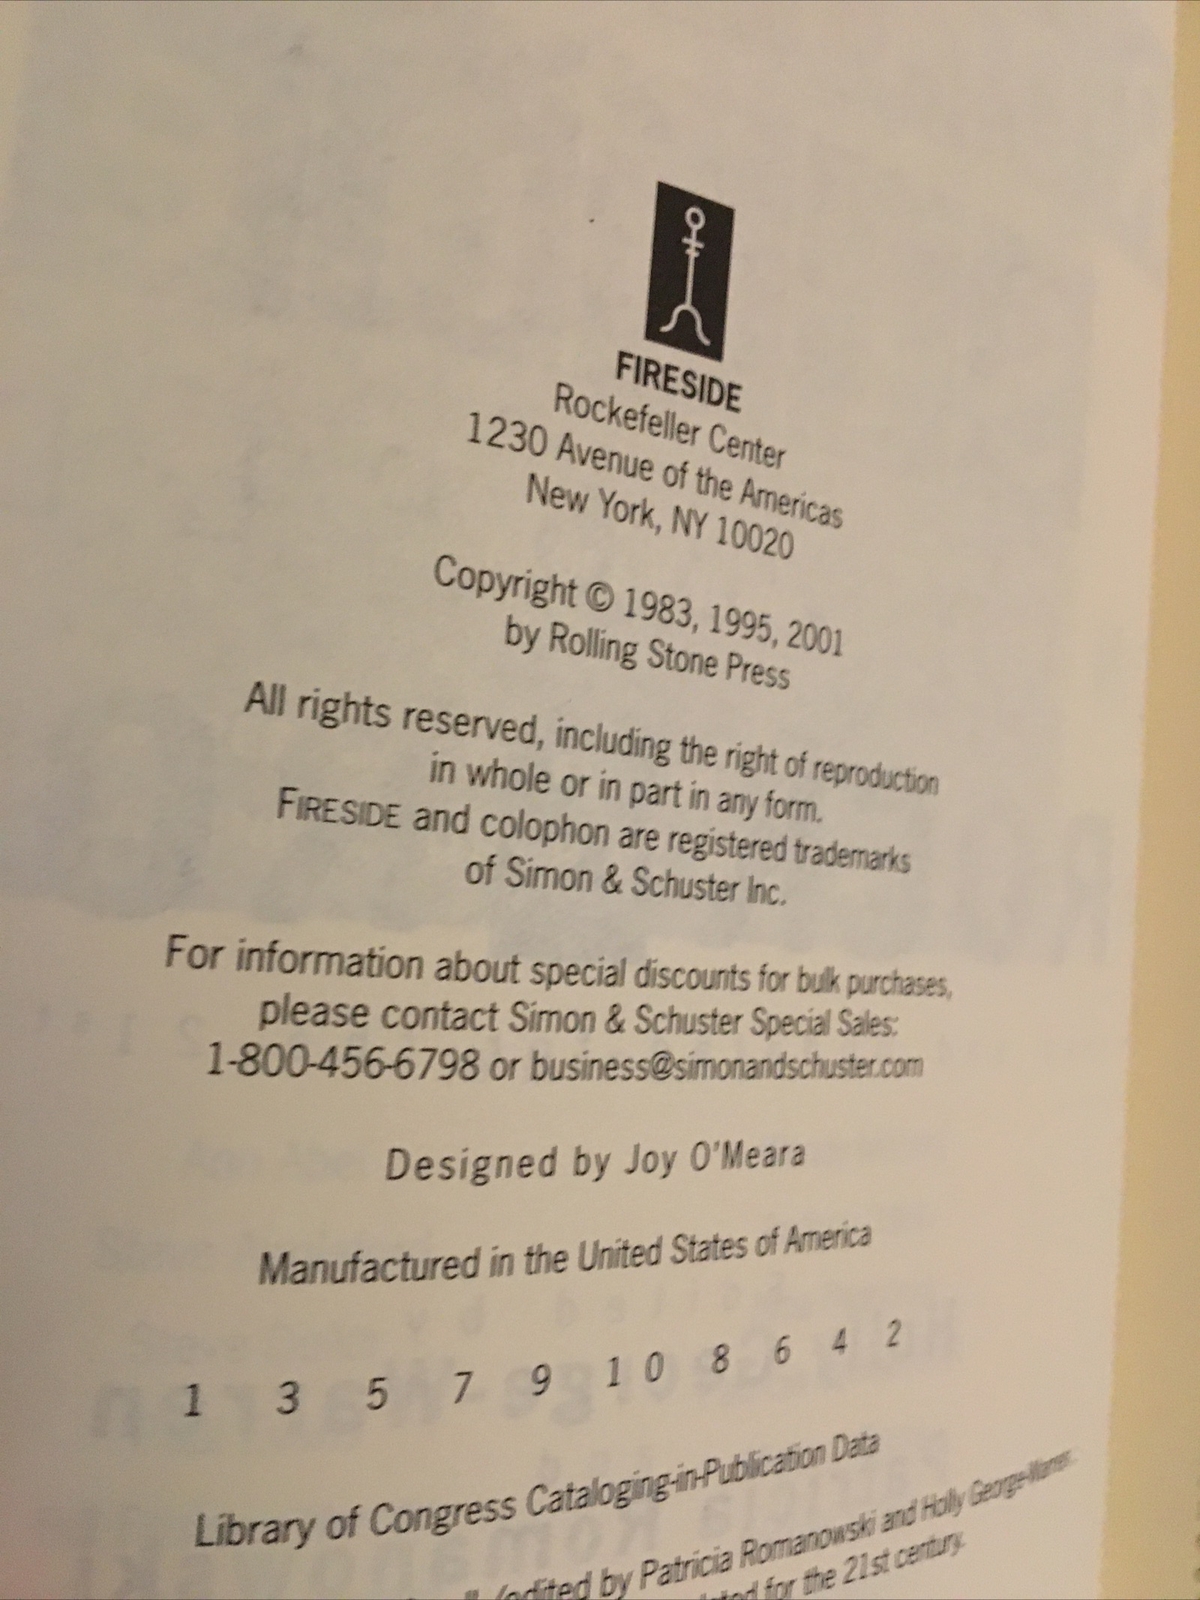 FIRESIDE
Rockefeller Center
1230 Avenue of the Americas
New York, NY 10020
Copyright © 1983, 1995, 2001
by Rolling Stone Press
All rights reserved, including the right of reproduction
in whole or in part in any form.
FIRESIDE and colophon are registered trademarks
of Simon & Schuster Inc.
For information about special discounts for bulk purchases,
please contact Simon & Schuster Special Sales:
1-800-456-6798 or business@simonandschuster.com
Designed by Joy O'Meara
Manufactured in the United States of America
1 3 5 7 9 10 8 6 4 2
Library of Congress Cataloging-in-Publication Data
edited by Patricia Romanowski and Holly George-Warren
for the 21st century.